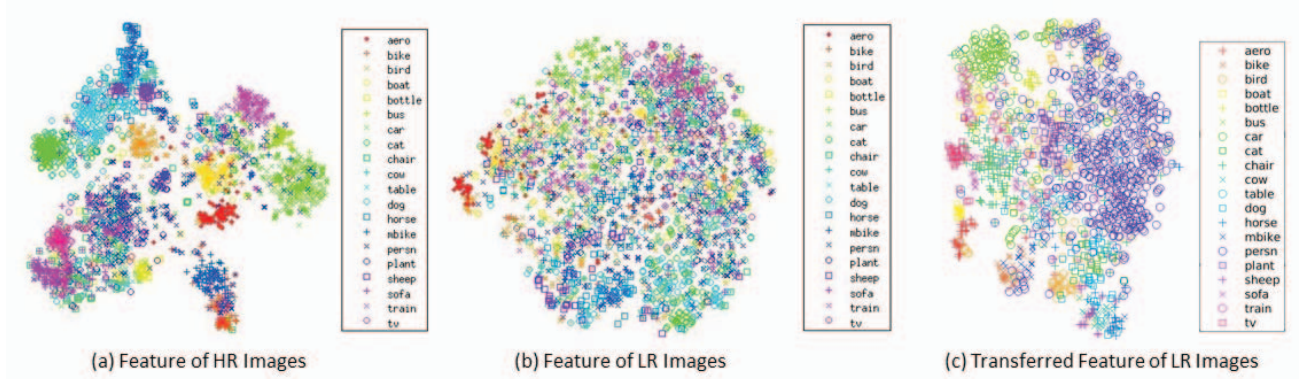 aero
bike
bird
boat
bottle
bus
car
cat
chair
cow
table
dog
horse
mbike
persn
plant
sheep
sofa
train
tv
(a) Feature of HR Images
aero
bike
bird
boat
bottle
bus
car
cat
chair
cow
table
dog
horse
mbike
persn
plant
sheep
sofa
train
tv
(b) Feature of LR Images
aero
bike
bird
boat
bottle
bus
car
cat
chair
cow
table
dog
horse
mbike
persn
plant
sheep
sofa
train
tv
(c) Transferred Feature of LR Images